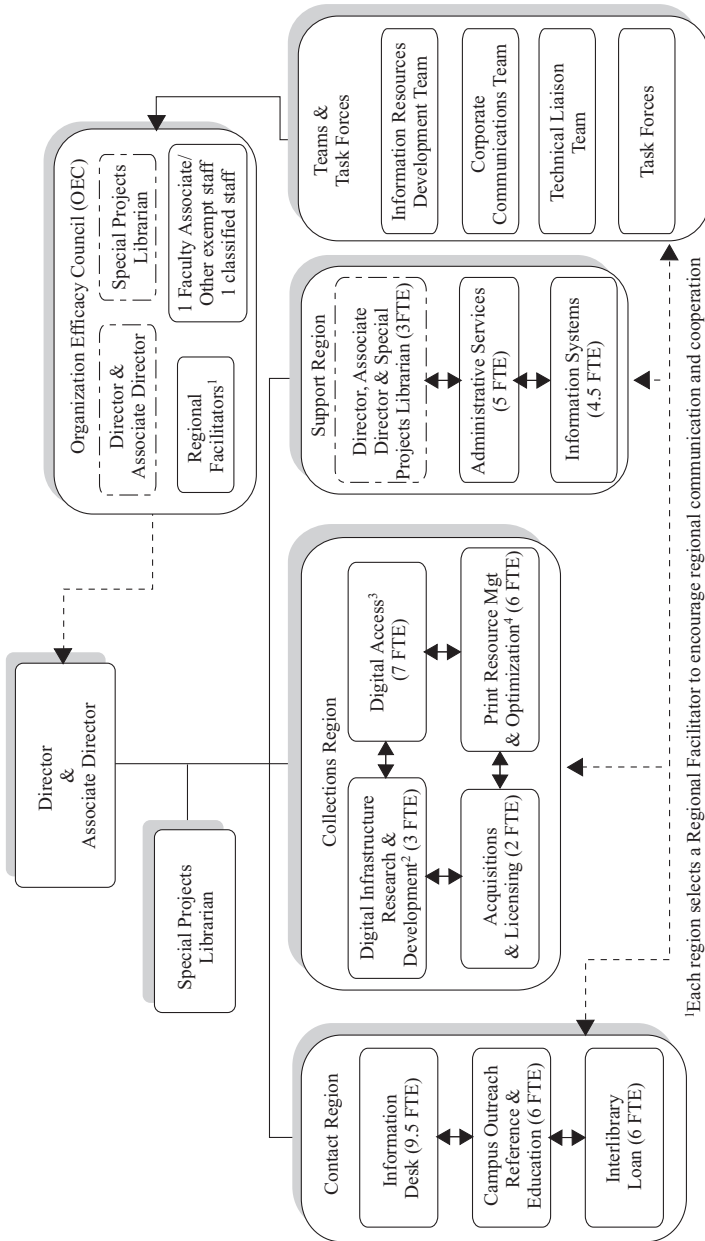 Director
&
Associate Director
Special Projects
Librarian
Organization Efficacy Council (OEC)
Director &
Associate Director
Special Projects
Librarian
Regional
Facilitators¹
1 Faculty Associate/
Other exempt staff
1 classified staff
Contact Region
Information
Desk (9.5 FTE)
Campus Outreach
Reference &
Education (6 FTE)
Interlibrary
Loan (6 FTE)
Collections Region
Digital Infrastructure
Research &
Development² (3 FTE)
Digital Access³
(7 FTE)
Acquisitions
& Licensing (2 FTE)
Print Resource Mgt
& Optimization⁴ (6 FTE)
Support Region
Director, Associate
Director & Special
Projects Librarian (3FTE)
Administrative Services
(5 FTE)
Information Systems
(4.5 FTE)
Teams &
Task Forces
Information Resources
Development Team
Corporate
Communications Team
Technical Liaison
Team
Task Forces
¹Each region selects a Regional Facilitator to encourage regional communication and cooperation